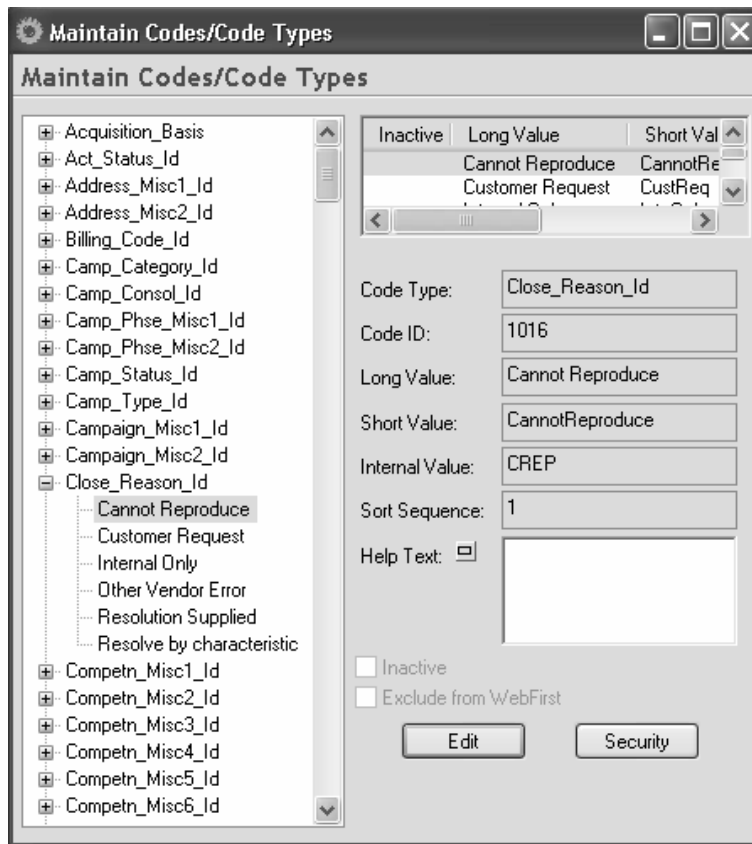 Maintain Codes/Code Types
Maintain Codes/Code Types
Acquisition_Basis
Act_Status_Id
Address_Misc1_Id
Address_Misc2_Id
Billing_Code_Id
Camp_Category_Id
Camp_Consol_Id
Camp_Phse_Misc1_Id
Camp_Phse_Misc2_Id
Camp_Status_Id
Camp_Type_Id
Campaign_Misc1_Id
Campaign_Misc2_Id
Close_Reason_Id
Cannot Reproduce
Customer Request
Internal Only
Other Vendor Error
Resolution Supplied
Resolve by characteristic
Competn_Misc1_Id
Competn_Misc2_Id
Competn_Misc3_Id
Competn_Misc4_Id
Competn_Misc5_Id
Competn_Misc6_Id
Inactive Long Value Short Val
Cannot Reproduce CannotRe
Customer Request CustReq
Code Type: Close_Reason_Id
Code ID: 1016
Long Value: Cannot Reproduce
Short Value: CannotReproduce
Internal Value: CREP
Sort Sequence: 1
Help Text:
Inactive
Exclude from WebFirst
Edit Security